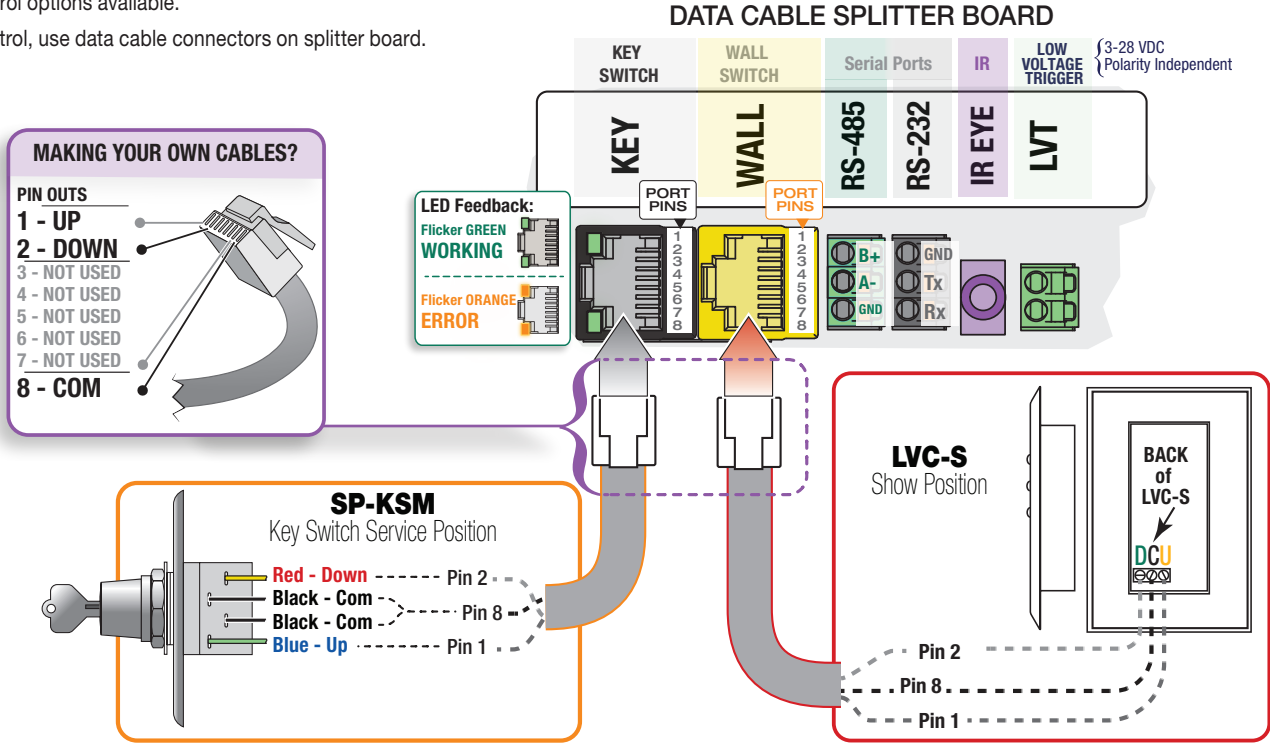 rol options available.
trol, use data cable connectors on splitter board.
DATA CABLE SPLITTER BOARD
KEY
SWITCH
WALL
SWITCH
Serial Ports
IR
LOW
VOLTAGE
TRIGGER
3-28 VDC
Polarity Independent
KEY
WALL
RS-485
RS-232
IR EYE
LVT
MAKING YOUR OWN CABLES?
PIN OUTS
1 - UP
2 - DOWN
3 - NOT USED
4 - NOT USED
5 - NOT USED
6 - NOT USED
7 - NOT USED
8 - COM
LED Feedback:
Flicker GREEN
WORKING
Flicker ORANGE
ERROR
PORT
PINS
1
2
3
4
5
6
7
8
PORT
PINS
1
2
3
4
5
6
7
8
B+
A-
GND
GND
Tx
Rx
SP-KSM
Key Switch Service Position
Red - Down
Pin 2
Black - Com
Black - Com
Pin 8
Blue - Up
Pin 1
LVC-S
Show Position
BACK
of
LVC-S
DCU
Pin 2
Pin 8
Pin 1